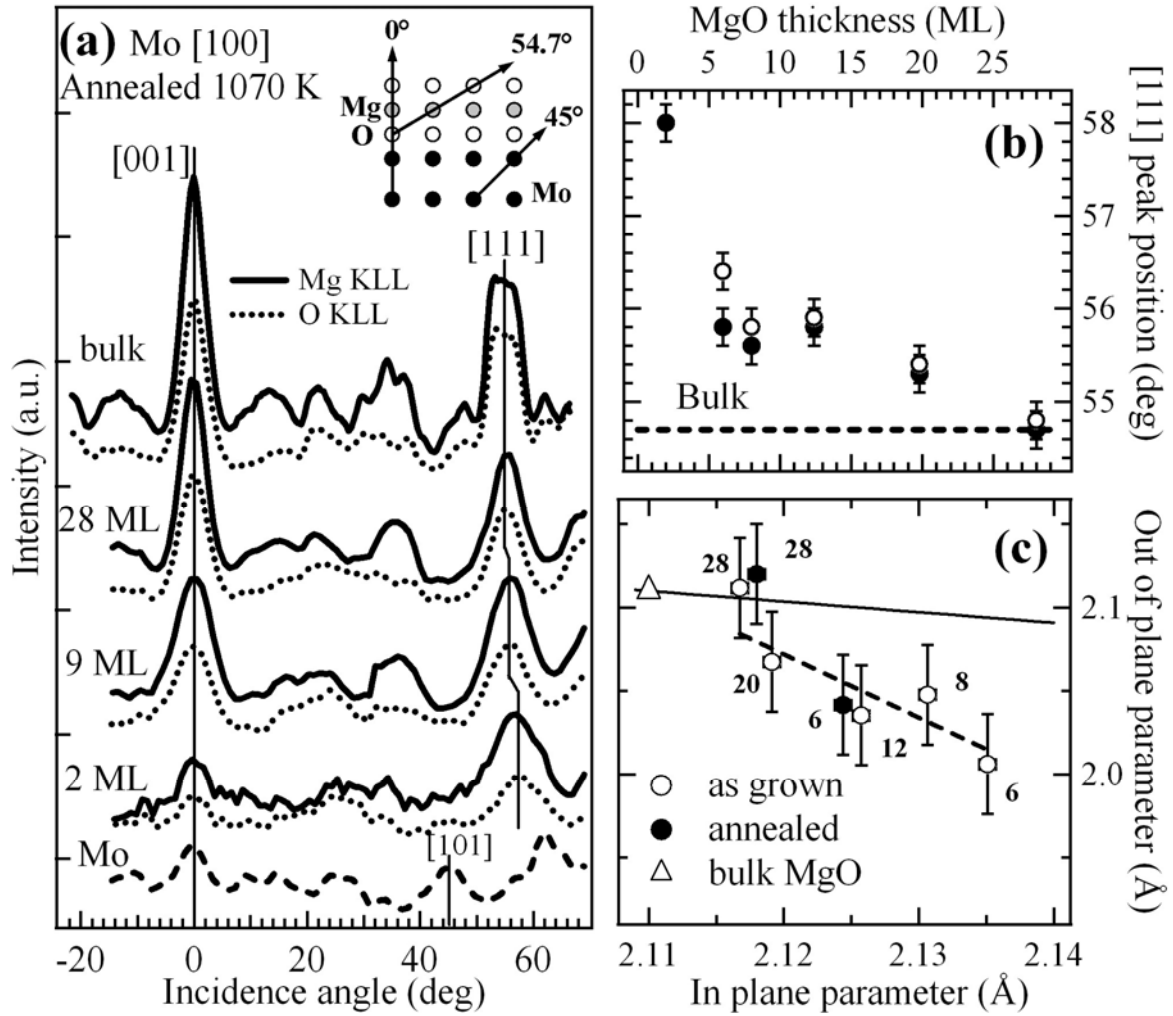 (a) Mo [100]
Annealed 1070 K
0°
54.7°
Mg
O
45°
Mo
[001]
[111]
Mg KLL
O KLL
bulk
28 ML
9 ML
2 ML
Mo
[101]
Intensity (a.u.)
-20 0 20 40 60
Incidence angle (deg)
MgO thickness (ML)
0 5 10 15 20 25
(b)
58
57
56
55
[111] peak position (deg)
Bulk
(c)
28 28
20
6
12
8
6
as grown
annealed
bulk MgO
2.1
2.0
Out of plane parameter (Å)
2.11 2.12 2.13 2.14
In plane parameter (Å)